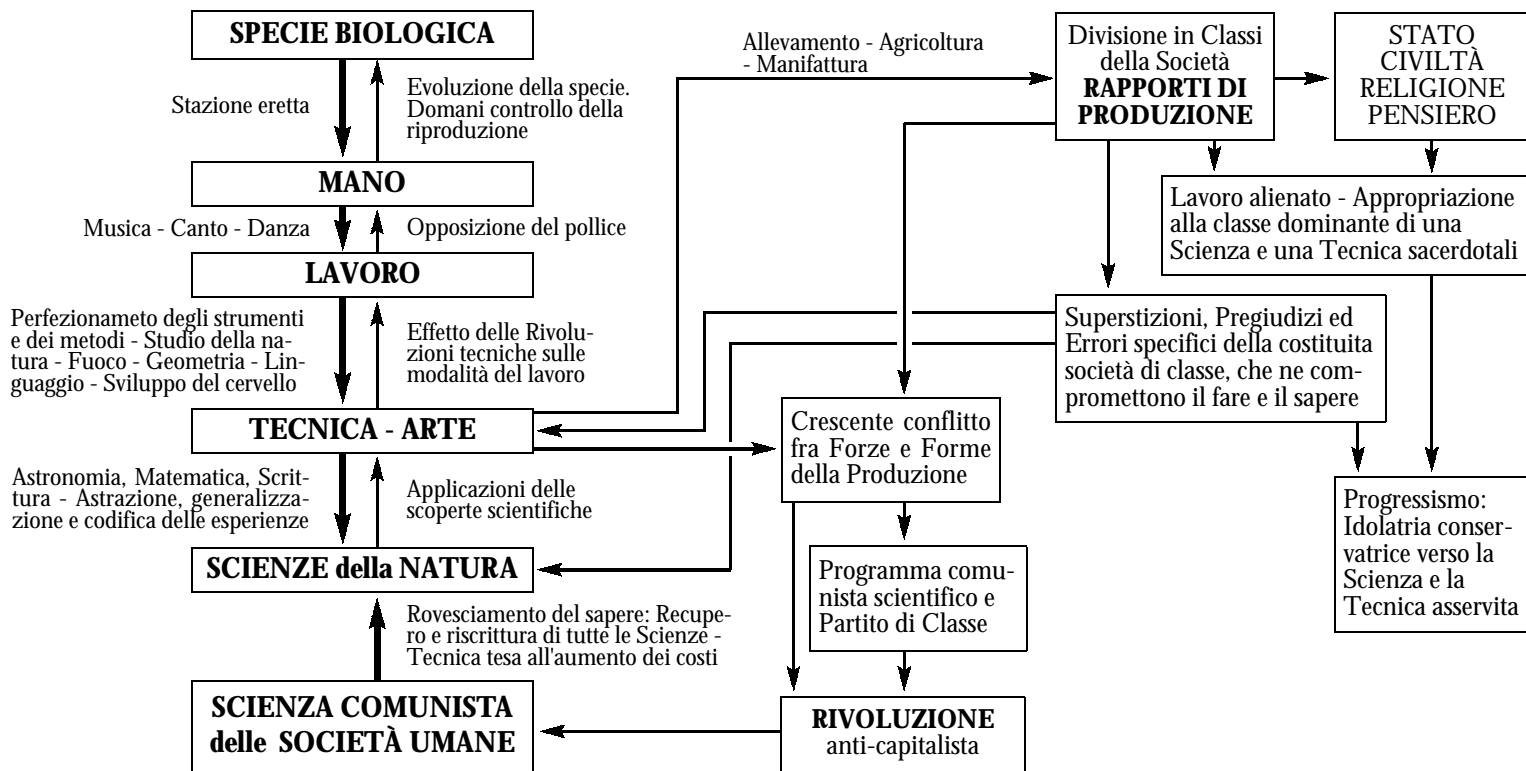 SPECIE BIOLOGICA
Stazione eretta
Evoluzione della specie.
Domani controllo della
riproduzione
MANO
Musica - Canto - Danza
Opposizione del pollice
LAVORO
Perfezionameto degli strumenti
e dei metodi - Studio della na-
tura - Fuoco - Geometria - Lin-
guaggio - Sviluppo del cervello
Effetto delle Rivolu-
zioni tecniche sulle
modalità del lavoro
TECNICA - ARTE
Astronomia, Matematica, Scrit-
tura - Astrazione, generalizza-
zione e codifica delle esperienze
Applicazioni delle
scoperte scientifiche
SCIENZE della NATURA
Rovesciamento del sapere: Recupe-
ro e riscrittura di tutte le Scienze -
Tecnica tesa all'aumento dei costi
SCIENZA COMUNISTA
delle SOCIETÀ UMANE
Allevamento - Agricoltura
- Manifattura
Divisione in Classi
della Società
RAPPORTI DI
PRODUZIONE
STATO
CIVILTÀ
RELIGIONE
PENSIERO
Lavoro alienato - Appropriazione
alla classe dominante di una
Scienza e una Tecnica sacerdotali
Superstizioni, Pregiudizi ed
Errori specifici della costituita
società di classe, che ne com-
promettono il fare e il sapere
Crescente conflitto
fra Forze e Forme
della Produzione
Progressismo:
Idolatria conser-
vatrice verso la
Scienza e la
Tecnica asservita
Programma comu-
nista scientifico e
Partito di Classe
RIVOLUZIONE
anti-capitalista